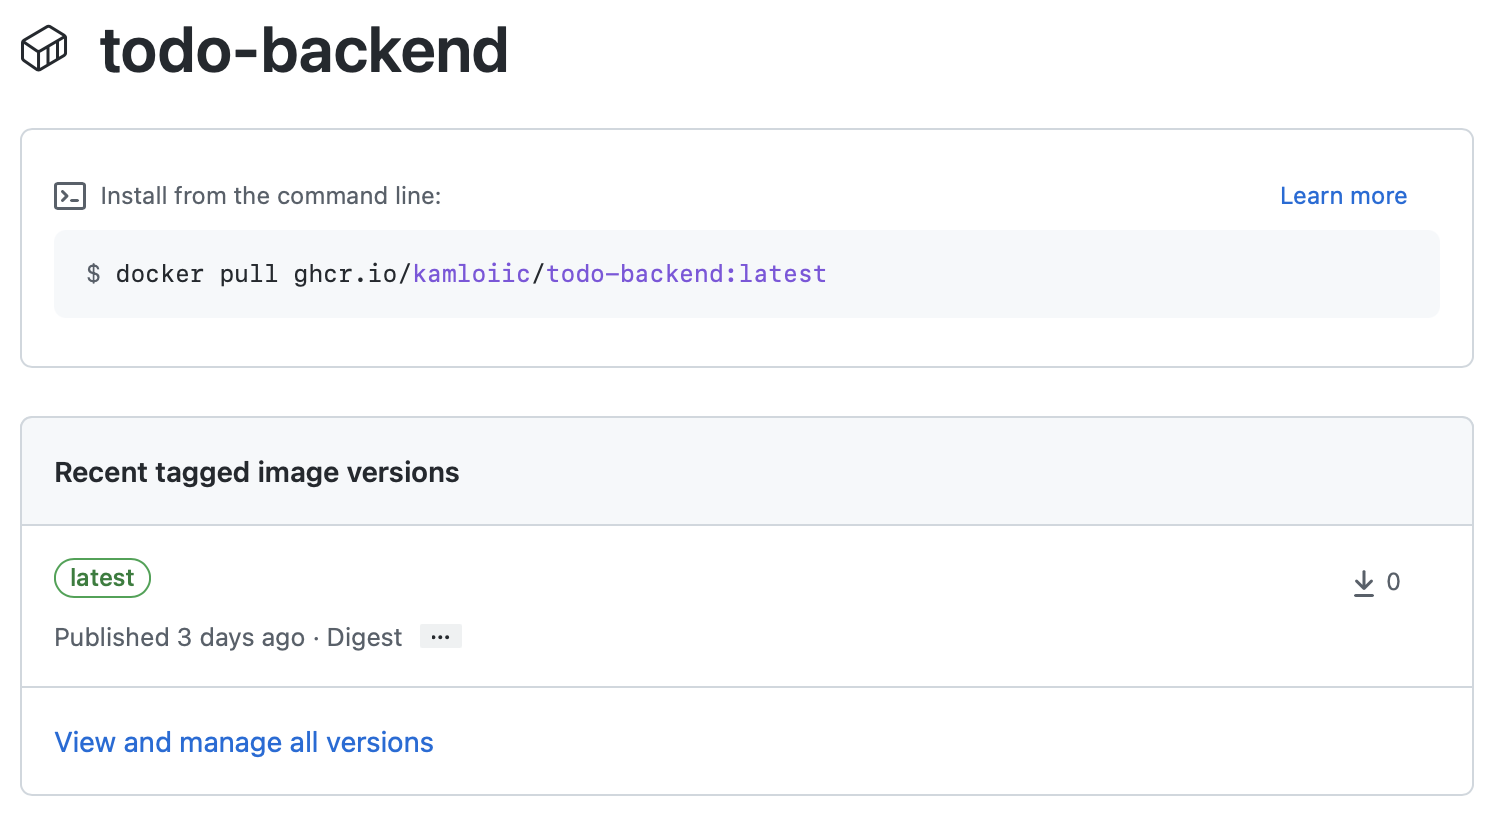 todo-backend
Install from the command line:
Learn more
$ docker pull ghcr.io/kamloiic/todo-backend:latest
Recent tagged image versions
latest
0
Published 3 days ago · Digest ...
View and manage all versions